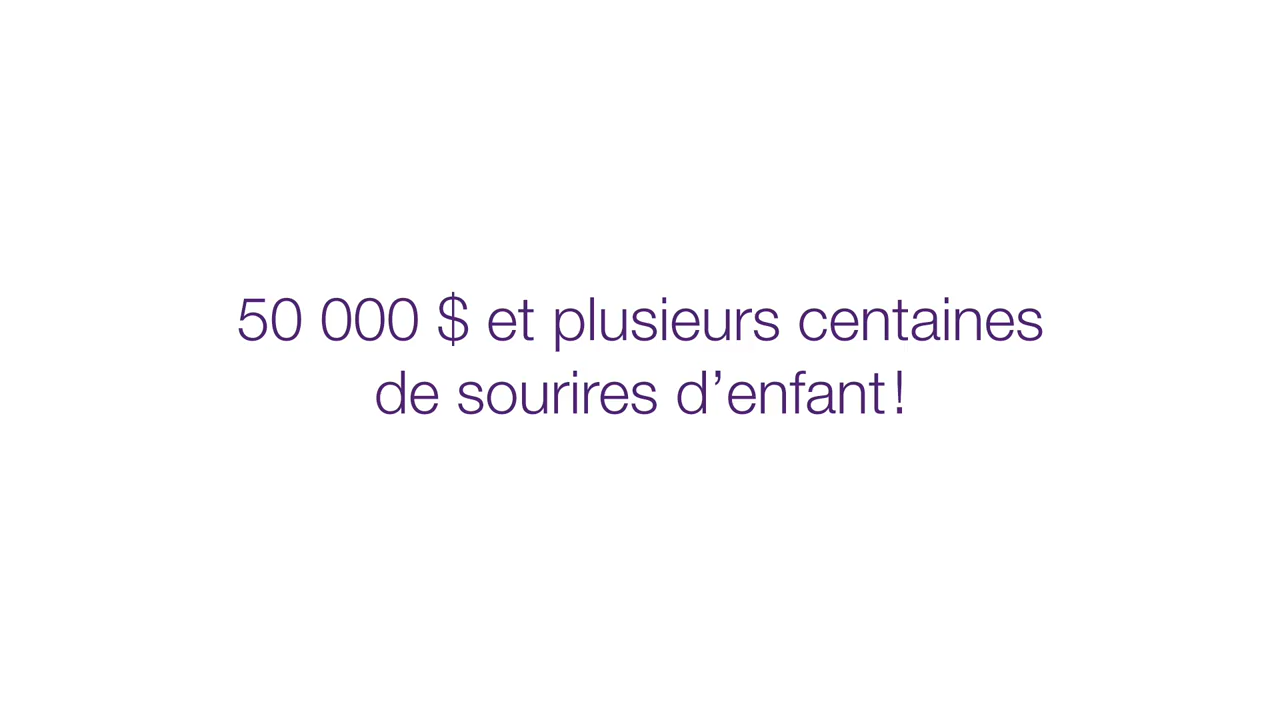 50 000 $ et plusieurs centaines
de sourires d’enfant !